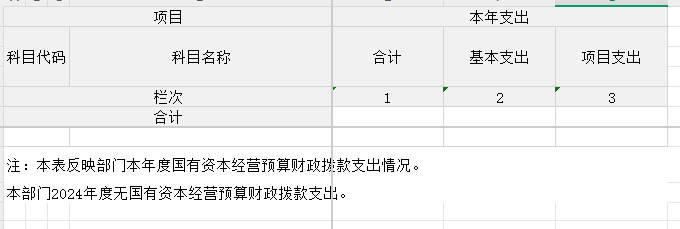 项目 本年支出
科目代码 科目名称 合计 基本支出 项目支出
栏次 1 2 3
合计
注：本表反映部门本年度国有资本经营预算财政拨款支出情况。
本部门2024年度无国有资本经营预算财政拨款支出。